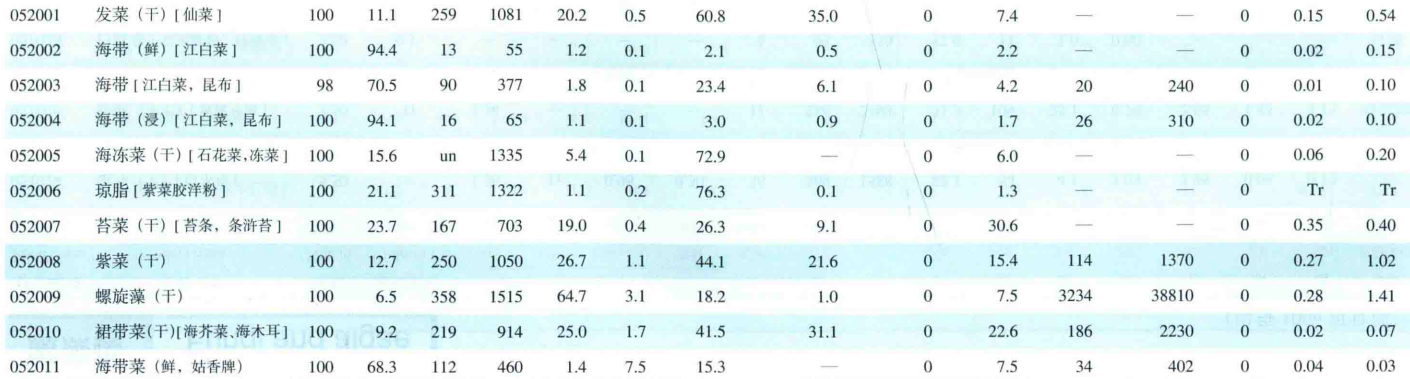 052001 发菜（干）[仙菜] 100 11.1 259 1081 20.2 0.5 60.8 35.0 0 7.4 — — 0 0.15 0.54
052002 海带（鲜）[江白菜] 100 94.4 13 55 1.2 0.1 2.1 0.5 0 2.2 — — 0 0.02 0.15
052003 海带[江白菜，昆布] 98 70.5 90 377 1.8 0.1 23.4 6.1 0 4.2 20 240 0 0.01 0.10
052004 海带（浸）[江白菜，昆布] 100 94.1 16 65 1.1 0.1 3.0 0.9 0 1.7 26 310 0 0.02 0.10
052005 海冻菜（干）[石花菜,冻菜] 100 15.6 un 1335 5.4 0.1 72.9 — 0 6.0 — — 0 0.06 0.20
052006 琼脂[紫菜胶洋粉] 100 21.1 311 1322 1.1 0.2 76.3 0.1 0 1.3 — — 0 Tr Tr
052007 苔菜（干）[苔条，条浒苔] 100 23.7 167 703 19.0 0.4 26.3 9.1 0 30.6 — — 0 0.35 0.40
052008 紫菜（干） 100 12.7 250 1050 26.7 1.1 44.1 21.6 0 15.4 114 1370 0 0.27 1.02
052009 螺旋藻（干） 100 6.5 358 1515 64.7 3.1 18.2 1.0 0 7.5 3234 38810 0 0.28 1.41
052010 裙带菜(干)[海芥菜、海木耳] 100 9.2 219 914 25.0 1.7 41.5 31.1 0 22.6 186 2230 0 0.02 0.07
052011 海带菜（鲜，姑香牌） 100 68.3 112 460 1.4 7.5 15.3 — 0 7.5 34 402 0 0.04 0.03